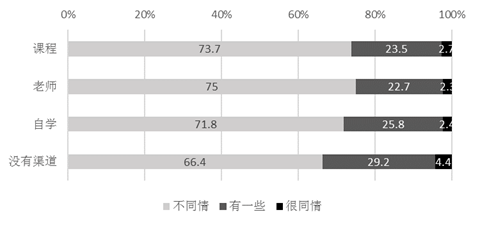 0% 20% 40% 60% 80% 100%
课程 73.7 23.5 2.7
老师 75 22.7 2.3
自学 71.8 25.8 2.4
没有渠道 66.4 29.2 4.4
不同情 有一些 很同情